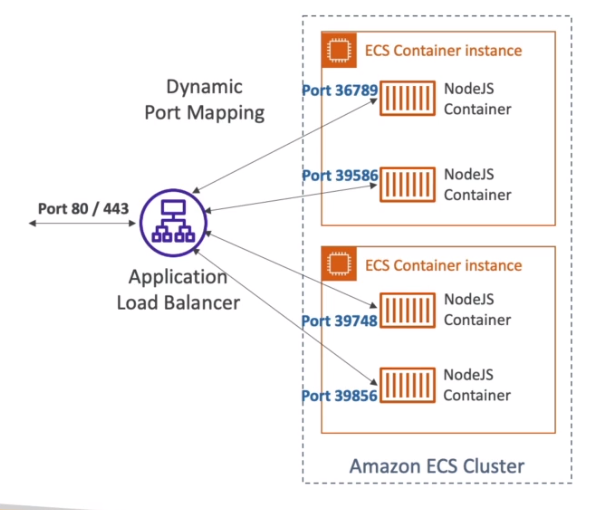 Dynamic
Port Mapping
Port 80 / 443
Application
Load Balancer
ECS Container instance
Port 36789
NodeJS
Container
Port 39586
NodeJS
Container
ECS Container instance
Port 39748
NodeJS
Container
Port 39856
NodeJS
Container
Amazon ECS Cluster